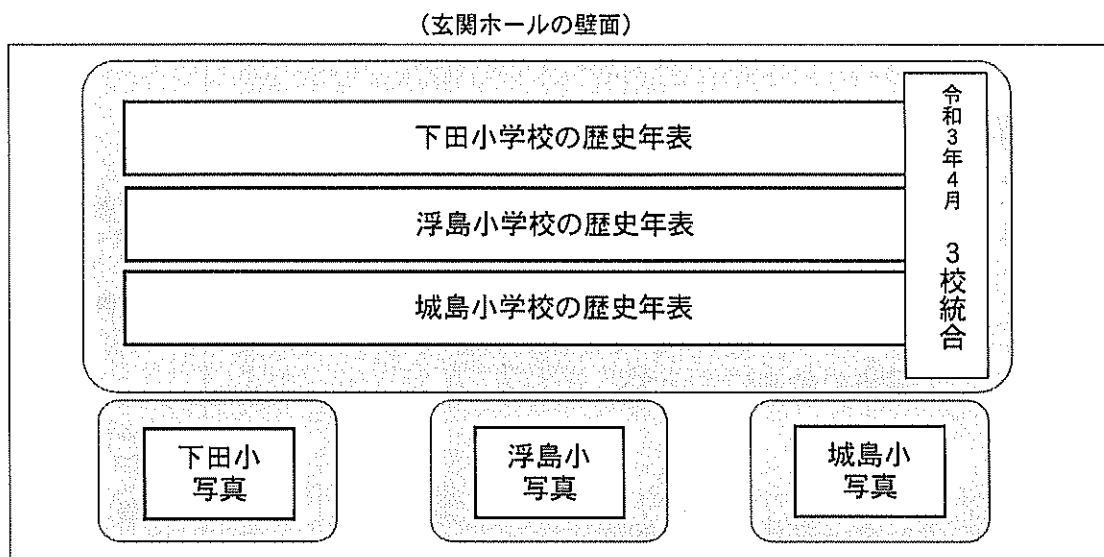 （玄関ホールの壁面）
下田小学校の歴史年表
浮島小学校の歴史年表
城島小学校の歴史年表
令和3年4月　3校統合
下田小
写真
浮島小
写真
城島小
写真